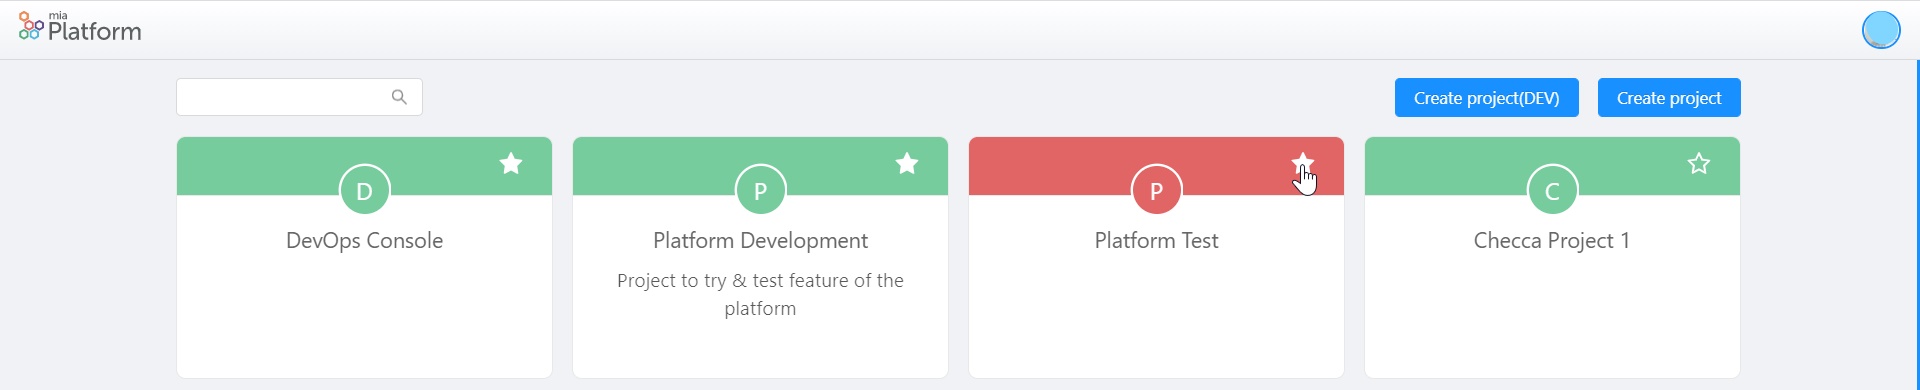 mia
Platform
Create project(DEV)
Create project
D
P
P
C
DevOps Console
Platform Development
Platform Test
Checca Project 1
Project to try & test feature of the
platform